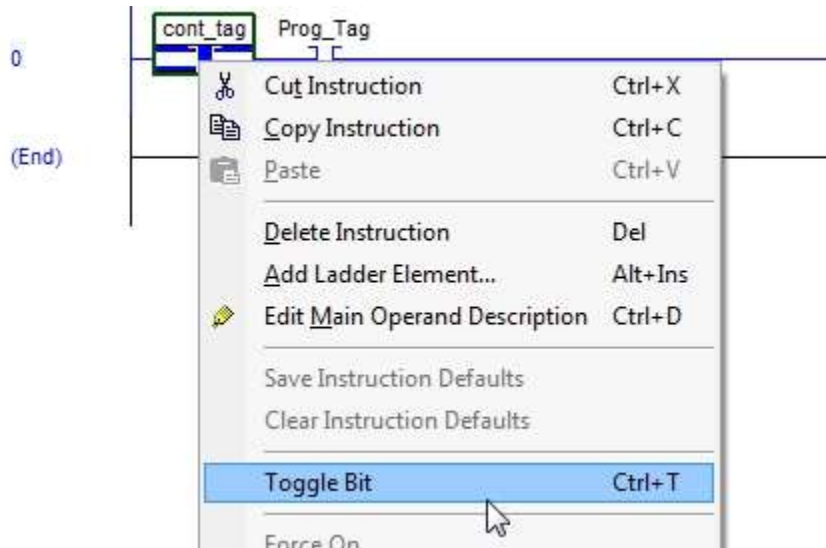 cont_tag Prog_Tag
0
Cut Instruction Ctrl+X
Copy Instruction Ctrl+C
(End)
Paste Ctrl+V
Delete Instruction Del
Add Ladder Element... Alt+Ins
Edit Main Operand Description Ctrl+D
Save Instruction Defaults
Clear Instruction Defaults
Toggle Bit Ctrl+T
Force On